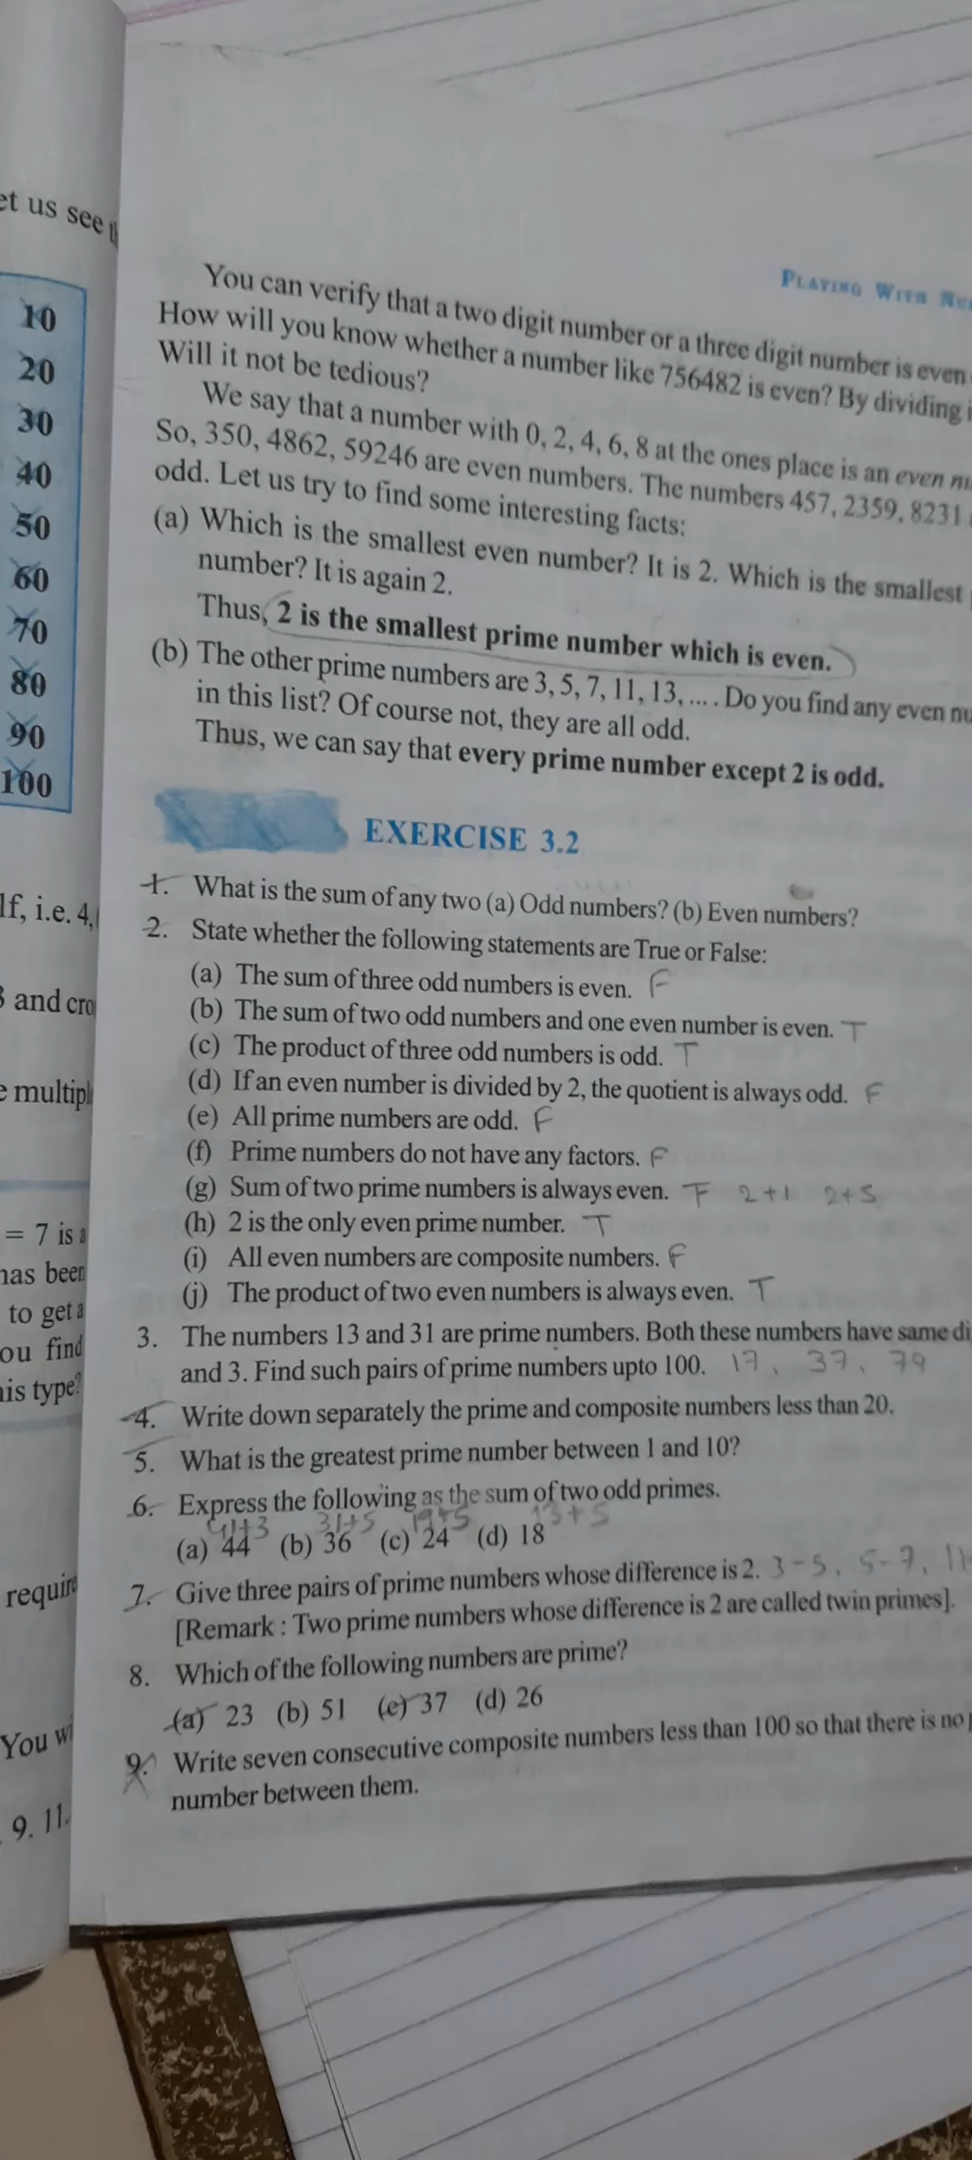 et us see
10
20
30
40
50
60
70
80
90
100
lf, i.e. 4,
and cro
multipl
= 7 is a
has been
to get a
ou find
is type?
require
You wi
9. 11.
PLAYING WITH
You can verify that a two digit number or a three digit number is even
How will you know whether a number like 756482 is even? By dividing
Will it not be tedious?
We say that a number with 0, 2, 4, 6, 8 at the ones place is an even
So, 350, 4862, 59246 are even numbers. The numbers 457, 2359, 8231
odd. Let us try to find some interesting facts:
(a) Which is the smallest even number? It is 2. Which is the smallest
number? It is again 2.
Thus, 2 is the smallest prime number which is even.
(b) The other prime numbers are 3, 5, 7, 11, 13, ... . Do you find any even nu
in this list? Of course not, they are all odd.
Thus, we can say that every prime number except 2 is odd.
EXERCISE 3.2
1. What is the sum of any two (a) Odd numbers? (b) Even numbers?
2. State whether the following statements are True or False:
(a) The sum of three odd numbers is even. F
(b) The sum of two odd numbers and one even number is even. T
(c) The product of three odd numbers is odd. T
(d) If an even number is divided by 2, the quotient is always odd. F
(e) All prime numbers are odd. F
(f) Prime numbers do not have any factors. F
(g) Sum of two prime numbers is always even. F 2+1 2+5
(h) 2 is the only even prime number. T
(i) All even numbers are composite numbers. F
(j) The product of two even numbers is always even. T
3. The numbers 13 and 31 are prime numbers. Both these numbers have same di
and 3. Find such pairs of prime numbers upto 100. 17, 37, 79
4. Write down separately the prime and composite numbers less than 20.
5. What is the greatest prime number between 1 and 10?
6. Express the following as the sum of two odd primes.
41+3 31+5 19+5 13+5
(a) 44 (b) 36 (c) 24 (d) 18
7. Give three pairs of prime numbers whose difference is 2. 3-5, 5-7, 11
[Remark : Two prime numbers whose difference is 2 are called twin primes].
8. Which of the following numbers are prime?
(a) 23 (b) 51 (c) 37 (d) 26
9. Write seven consecutive composite numbers less than 100 so that there is no
number between them.